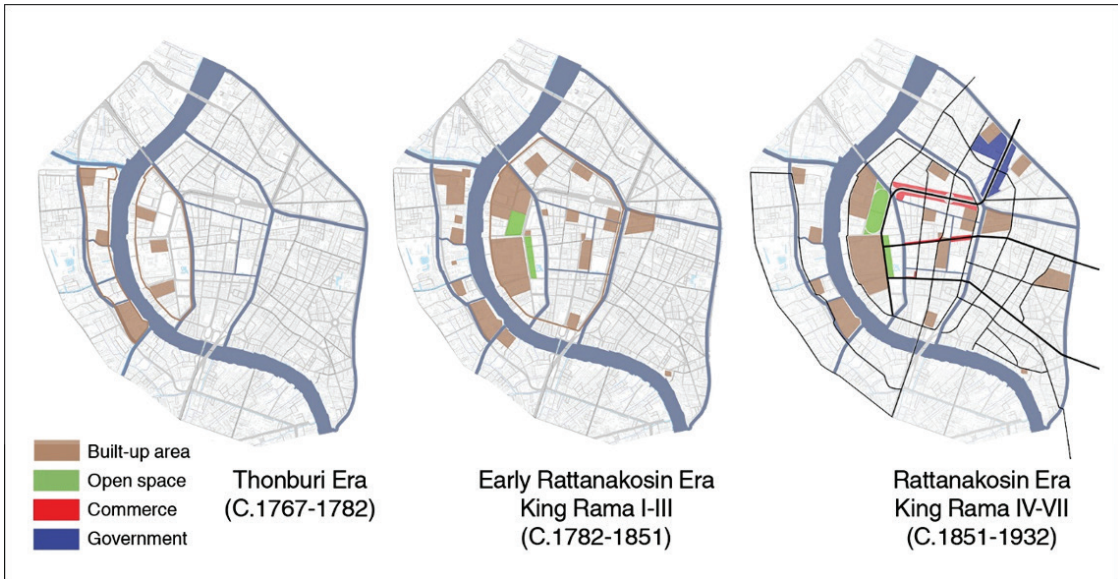 Built-up area
Open space
Commerce
Government
Thonburi Era
(C.1767-1782)
Early Rattanakosin Era
King Rama I-III
(C.1782-1851)
Rattanakosin Era
King Rama IV-VII
(C.1851-1932)